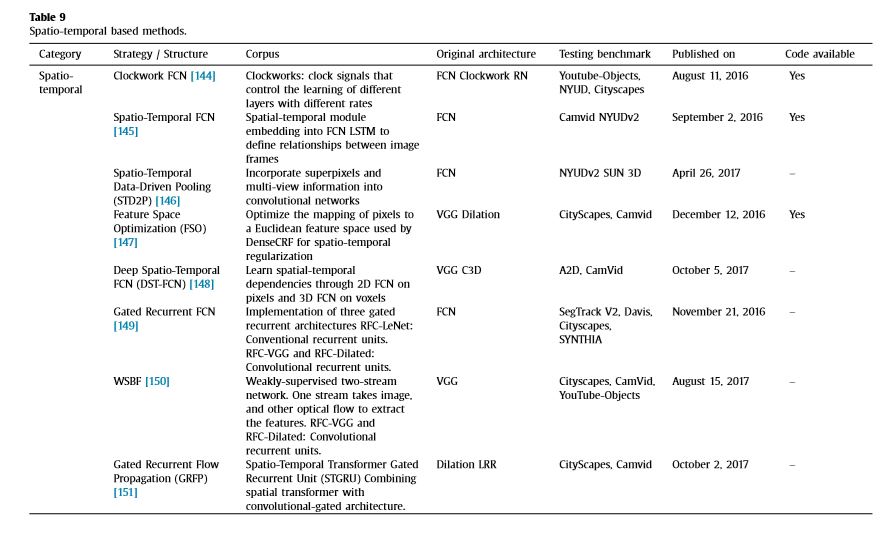 Table 9
Spatio-temporal based methods.
Category Strategy / Structure Corpus Original architecture Testing benchmark Published on Code available
Spatio- Clockwork FCN [144] Clockworks: clock signals that FCN Clockwork RN Youtube-Objects, August 11, 2016 Yes
temporal control the learning of different NYUD, Cityscapes
layers with different rates
Spatio-Temporal FCN Spatial-temporal module FCN Camvid NYUDv2 September 2, 2016 Yes
[145] embedding into FCN LSTM to
define relationships between image
frames
Spatio-Temporal Incorporate superpixels and FCN NYUDv2 SUN 3D April 26, 2017 –
Data-Driven Pooling multi-view information into
(STD2P) [146] convolutional networks
Feature Space Optimize the mapping of pixels to VGG Dilation CityScapes, Camvid December 12, 2016 Yes
Optimization (FSO) a Euclidean feature space used by
[147] DenseCRF for spatio-temporal
regularization
Deep Spatio-Temporal Learn spatial-temporal VGG C3D A2D, CamVid October 5, 2017 –
FCN (DST-FCN) [148] dependencies through 2D FCN on
pixels and 3D FCN on voxels
Gated Recurrent FCN Implementation of three gated FCN SegTrack V2, Davis, November 21, 2016 –
[149] recurrent architectures RFC-LeNet: Cityscapes,
Conventional recurrent units. SYNTHIA
RFC-VGG and RFC-Dilated:
Convolutional recurrent units.
WSBF [150] Weakly-supervised two-stream VGG Cityscapes, CamVid, August 15, 2017 –
network. One stream takes image, YouTube-Objects
and other optical flow to extract
the features. RFC-VGG and
RFC-Dilated: Convolutional
recurrent units.
Gated Recurrent Flow Spatio-Temporal Transformer Gated Dilation LRR CityScapes, Camvid October 2, 2017 –
Propagation (GRFP) Recurrent Unit (STGRU) Combining
[151] spatial transformer with
convolutional-gated architecture.